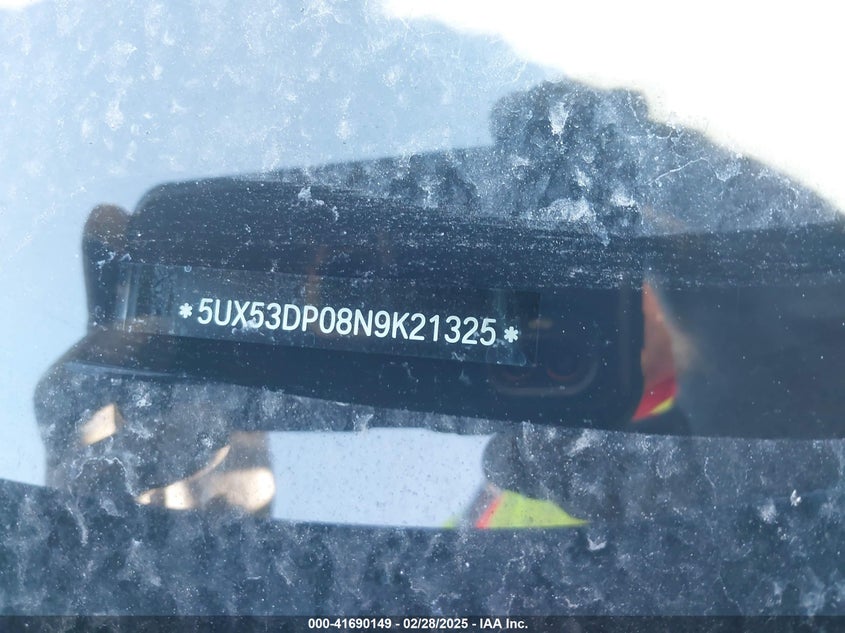 *5UX53DP08N9K21325*
000-41690149 - 02/28/2025 - IAA Inc.